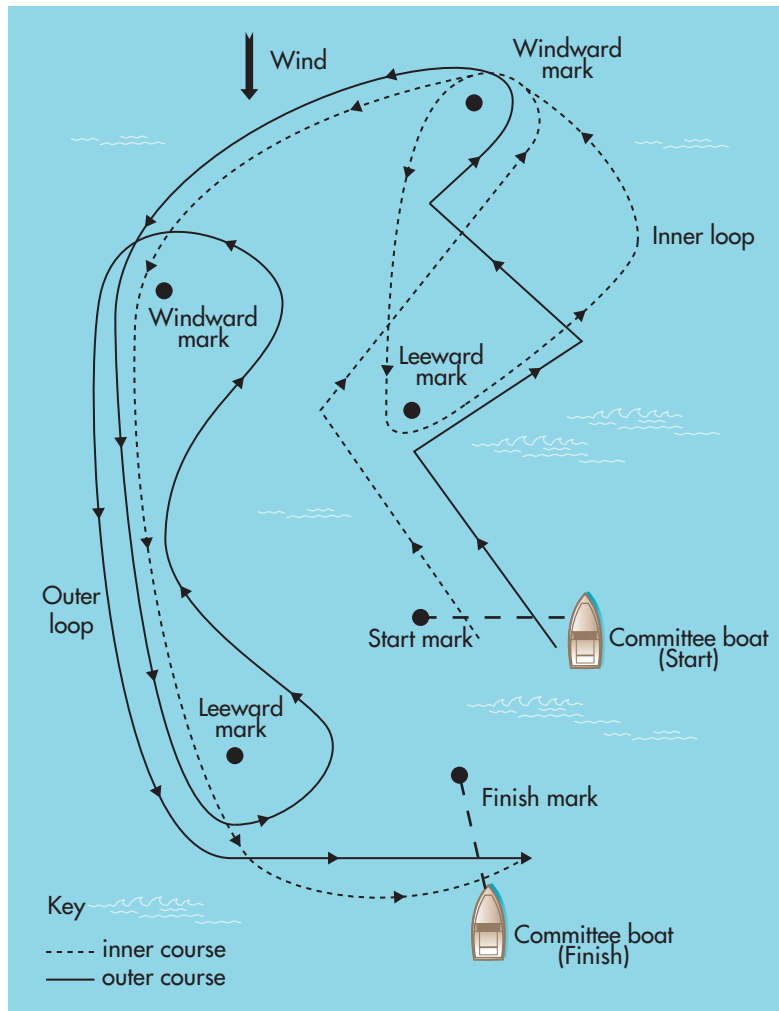 Wind
Windward
mark
Inner loop
Windward
mark
Leeward
mark
Outer
loop
Start mark
Committee boat
(Start)
Leeward
mark
Finish mark
Key
inner course
outer course
Committee boat
(Finish)